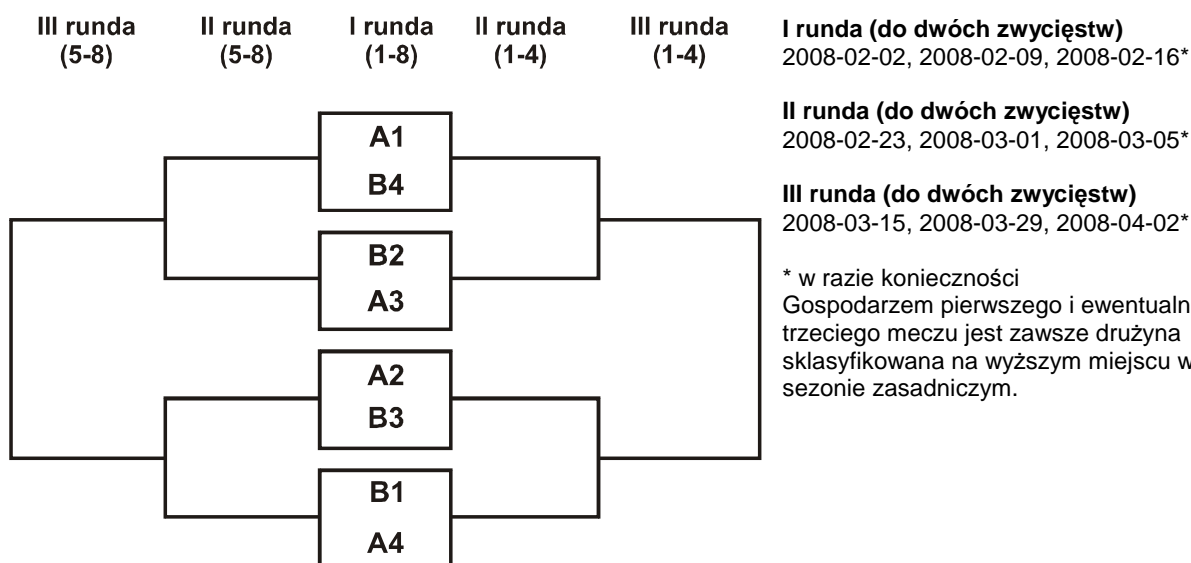 III runda II runda I runda II runda III runda
(5-8) (5-8) (1-8) (1-4) (1-4)
A1
B4
B2
A3
A2
B3
B1
A4
I runda (do dwóch zwycięstw)
2008-02-02, 2008-02-09, 2008-02-16*
II runda (do dwóch zwycięstw)
2008-02-23, 2008-03-01, 2008-03-05*
III runda (do dwóch zwycięstw)
2008-03-15, 2008-03-29, 2008-04-02*
* w razie konieczności
Gospodarzem pierwszego i ewentualn
trzeciego meczu jest zawsze drużyna
sklasyfikowana na wyższym miejscu w
sezonie zasadniczym.